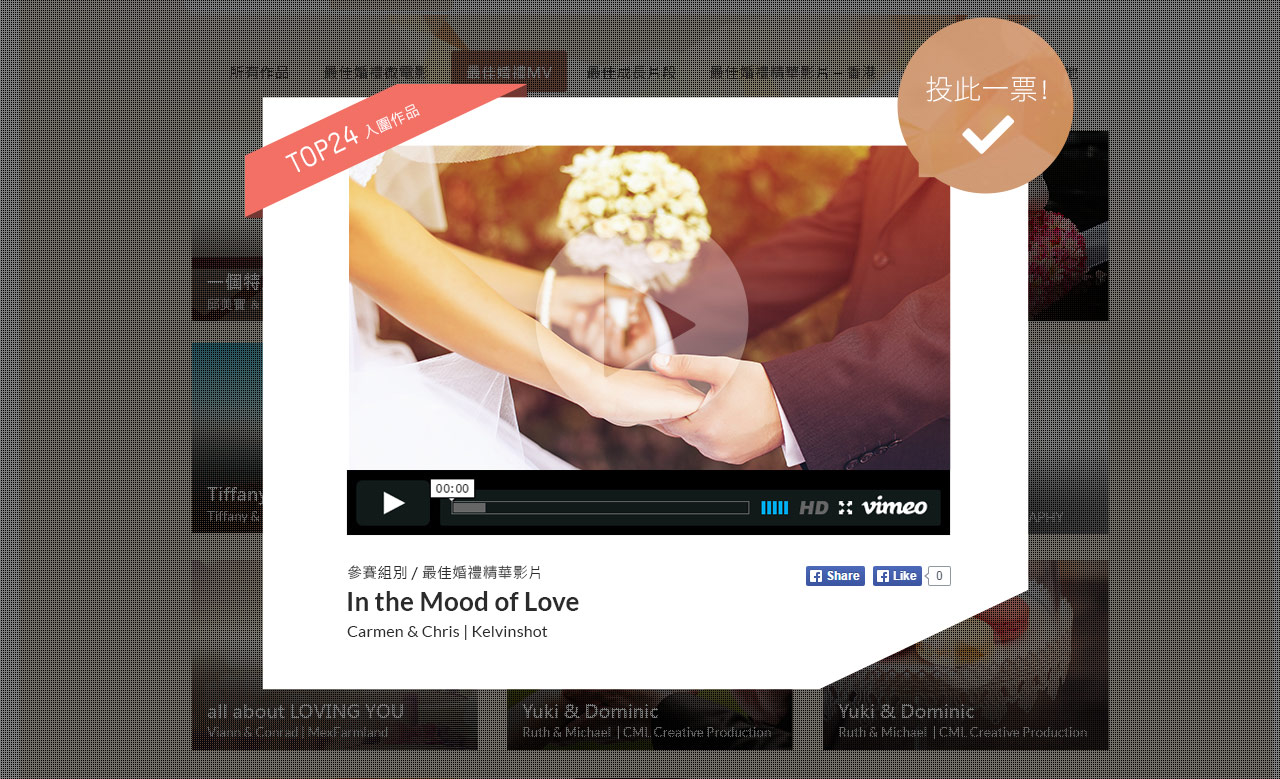 所有作品
最佳婚禮微電影
最佳婚禮MV
最佳成長片段
最佳婚禮精華影片 – 香港
投此一票!
TOP24 入圍作品
一個特
Tiffany
Tiffany &
00:00
HD
vimeo
APHY
參賽組別 / 最佳婚禮精華影片
Share
Like
0
In the Mood of Love
Carmen & Chris | Kelvinshot
all about LOVING YOU
Viann & Conrad | MexFarmland
Yuki & Dominic
Ruth & Michael | CML Creative Production
Yuki & Dominic
Ruth & Michael | CML Creative Production